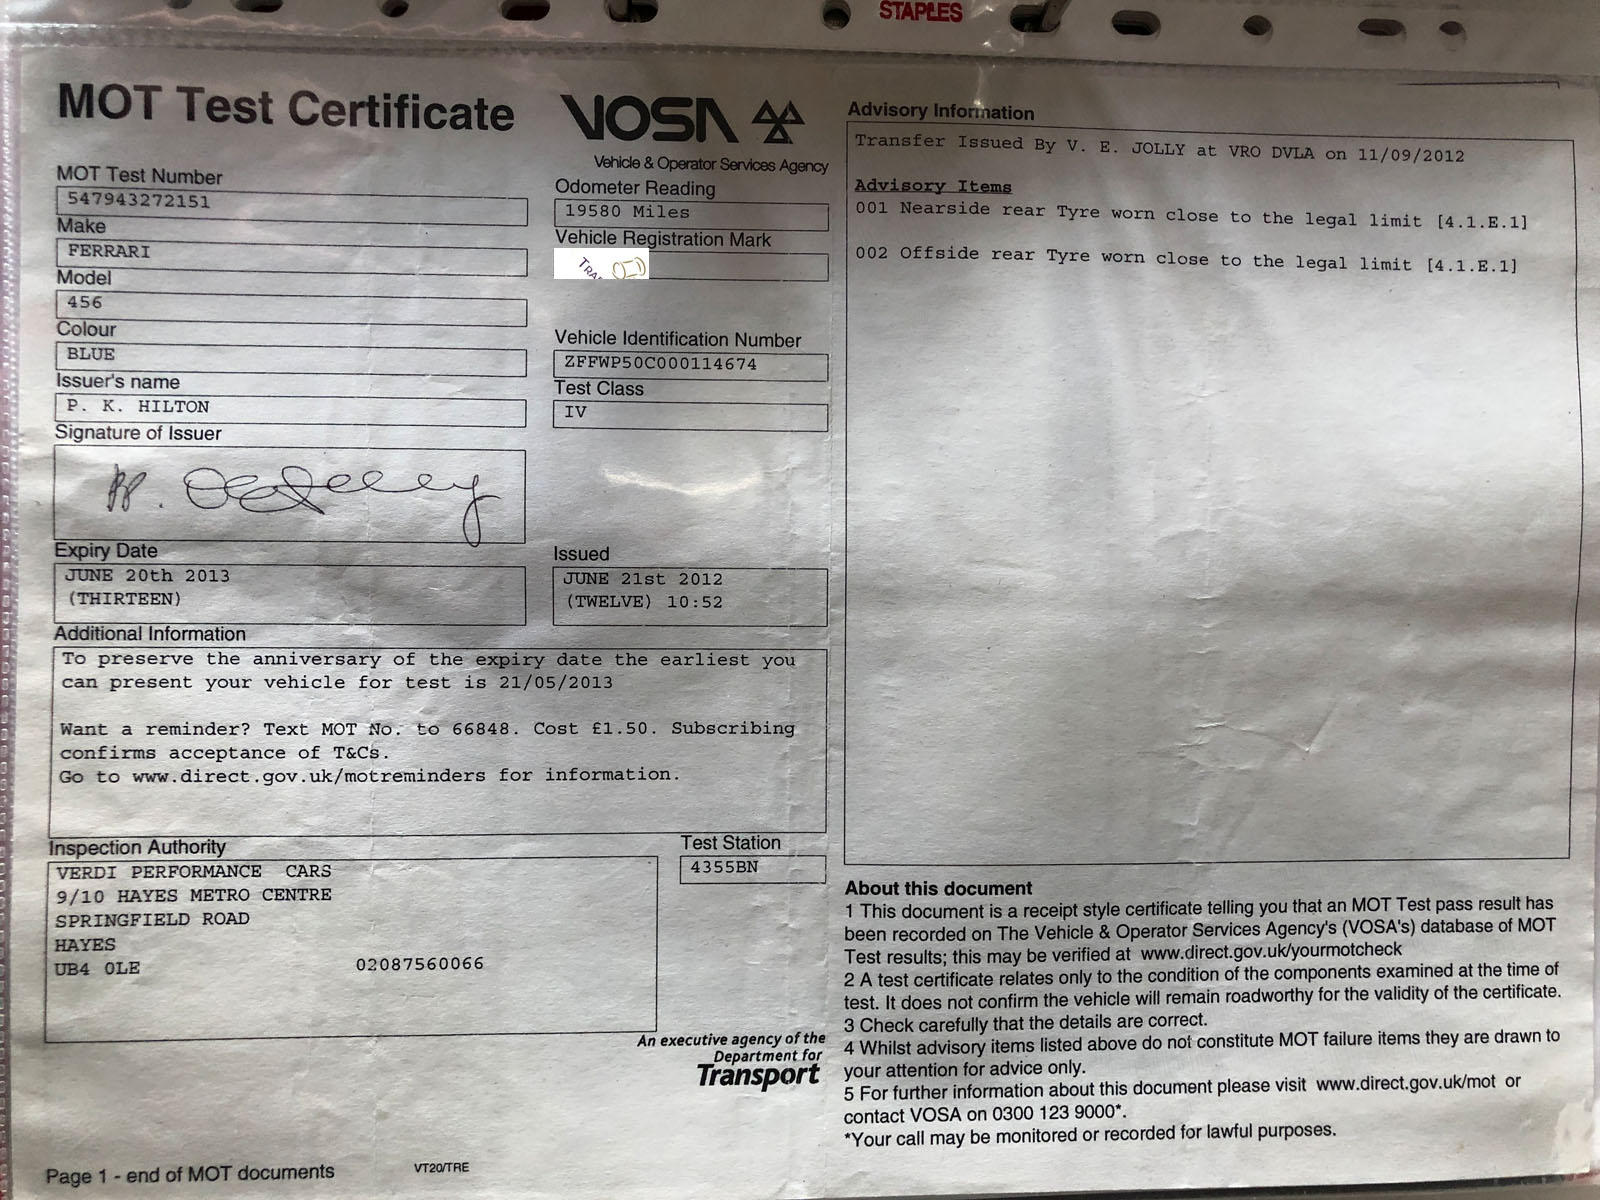 STAPLES
MOT Test Certificate
VOSA
Vehicle & Operator Services Agency
MOT Test Number
547943272151
Make
FERRARI
Model
456
Colour
BLUE
Issuer's name
P. K. HILTON
Signature of Issuer
Odometer Reading
19580 Miles
Vehicle Registration Mark
Vehicle Identification Number
ZFFWP50C000114674
Test Class
IV
Expiry Date
JUNE 20th 2013
(THIRTEEN)
Issued
JUNE 21st 2012
(TWELVE) 10:52
Additional Information
To preserve the anniversary of the expiry date the earliest you
can present your vehicle for test is 21/05/2013
Want a reminder? Text MOT No. to 66848. Cost £1.50. Subscribing
confirms acceptance of T&Cs.
Go to www.direct.gov.uk/motreminders for information.
Inspection Authority
VERDI PERFORMANCE CARS
9/10 HAYES METRO CENTRE
SPRINGFIELD ROAD
HAYES
UB4 0LE 02087560066
Test Station
4355BN
An executive agency of the
Department for
Transport
Page 1 - end of MOT documents
VT20/TRE
Advisory Information
Transfer Issued By V. E. JOLLY at VRO DVLA on 11/09/2012
Advisory Items
001 Nearside rear Tyre worn close to the legal limit [4.1.E.1]
002 Offside rear Tyre worn close to the legal limit [4.1.E.1]
About this document
1 This document is a receipt style certificate telling you that an MOT Test pass result has
been recorded on The Vehicle & Operator Services Agency's (VOSA's) database of MOT
Test results; this may be verified at www.direct.gov.uk/yourmotcheck
2 A test certificate relates only to the condition of the components examined at the time of
test. It does not confirm the vehicle will remain roadworthy for the validity of the certificate.
3 Check carefully that the details are correct.
4 Whilst advisory items listed above do not constitute MOT failure items they are drawn to
your attention for advice only.
5 For further information about this document please visit www.direct.gov.uk/mot or
contact VOSA on 0300 123 9000*.
*Your call may be monitored or recorded for lawful purposes.